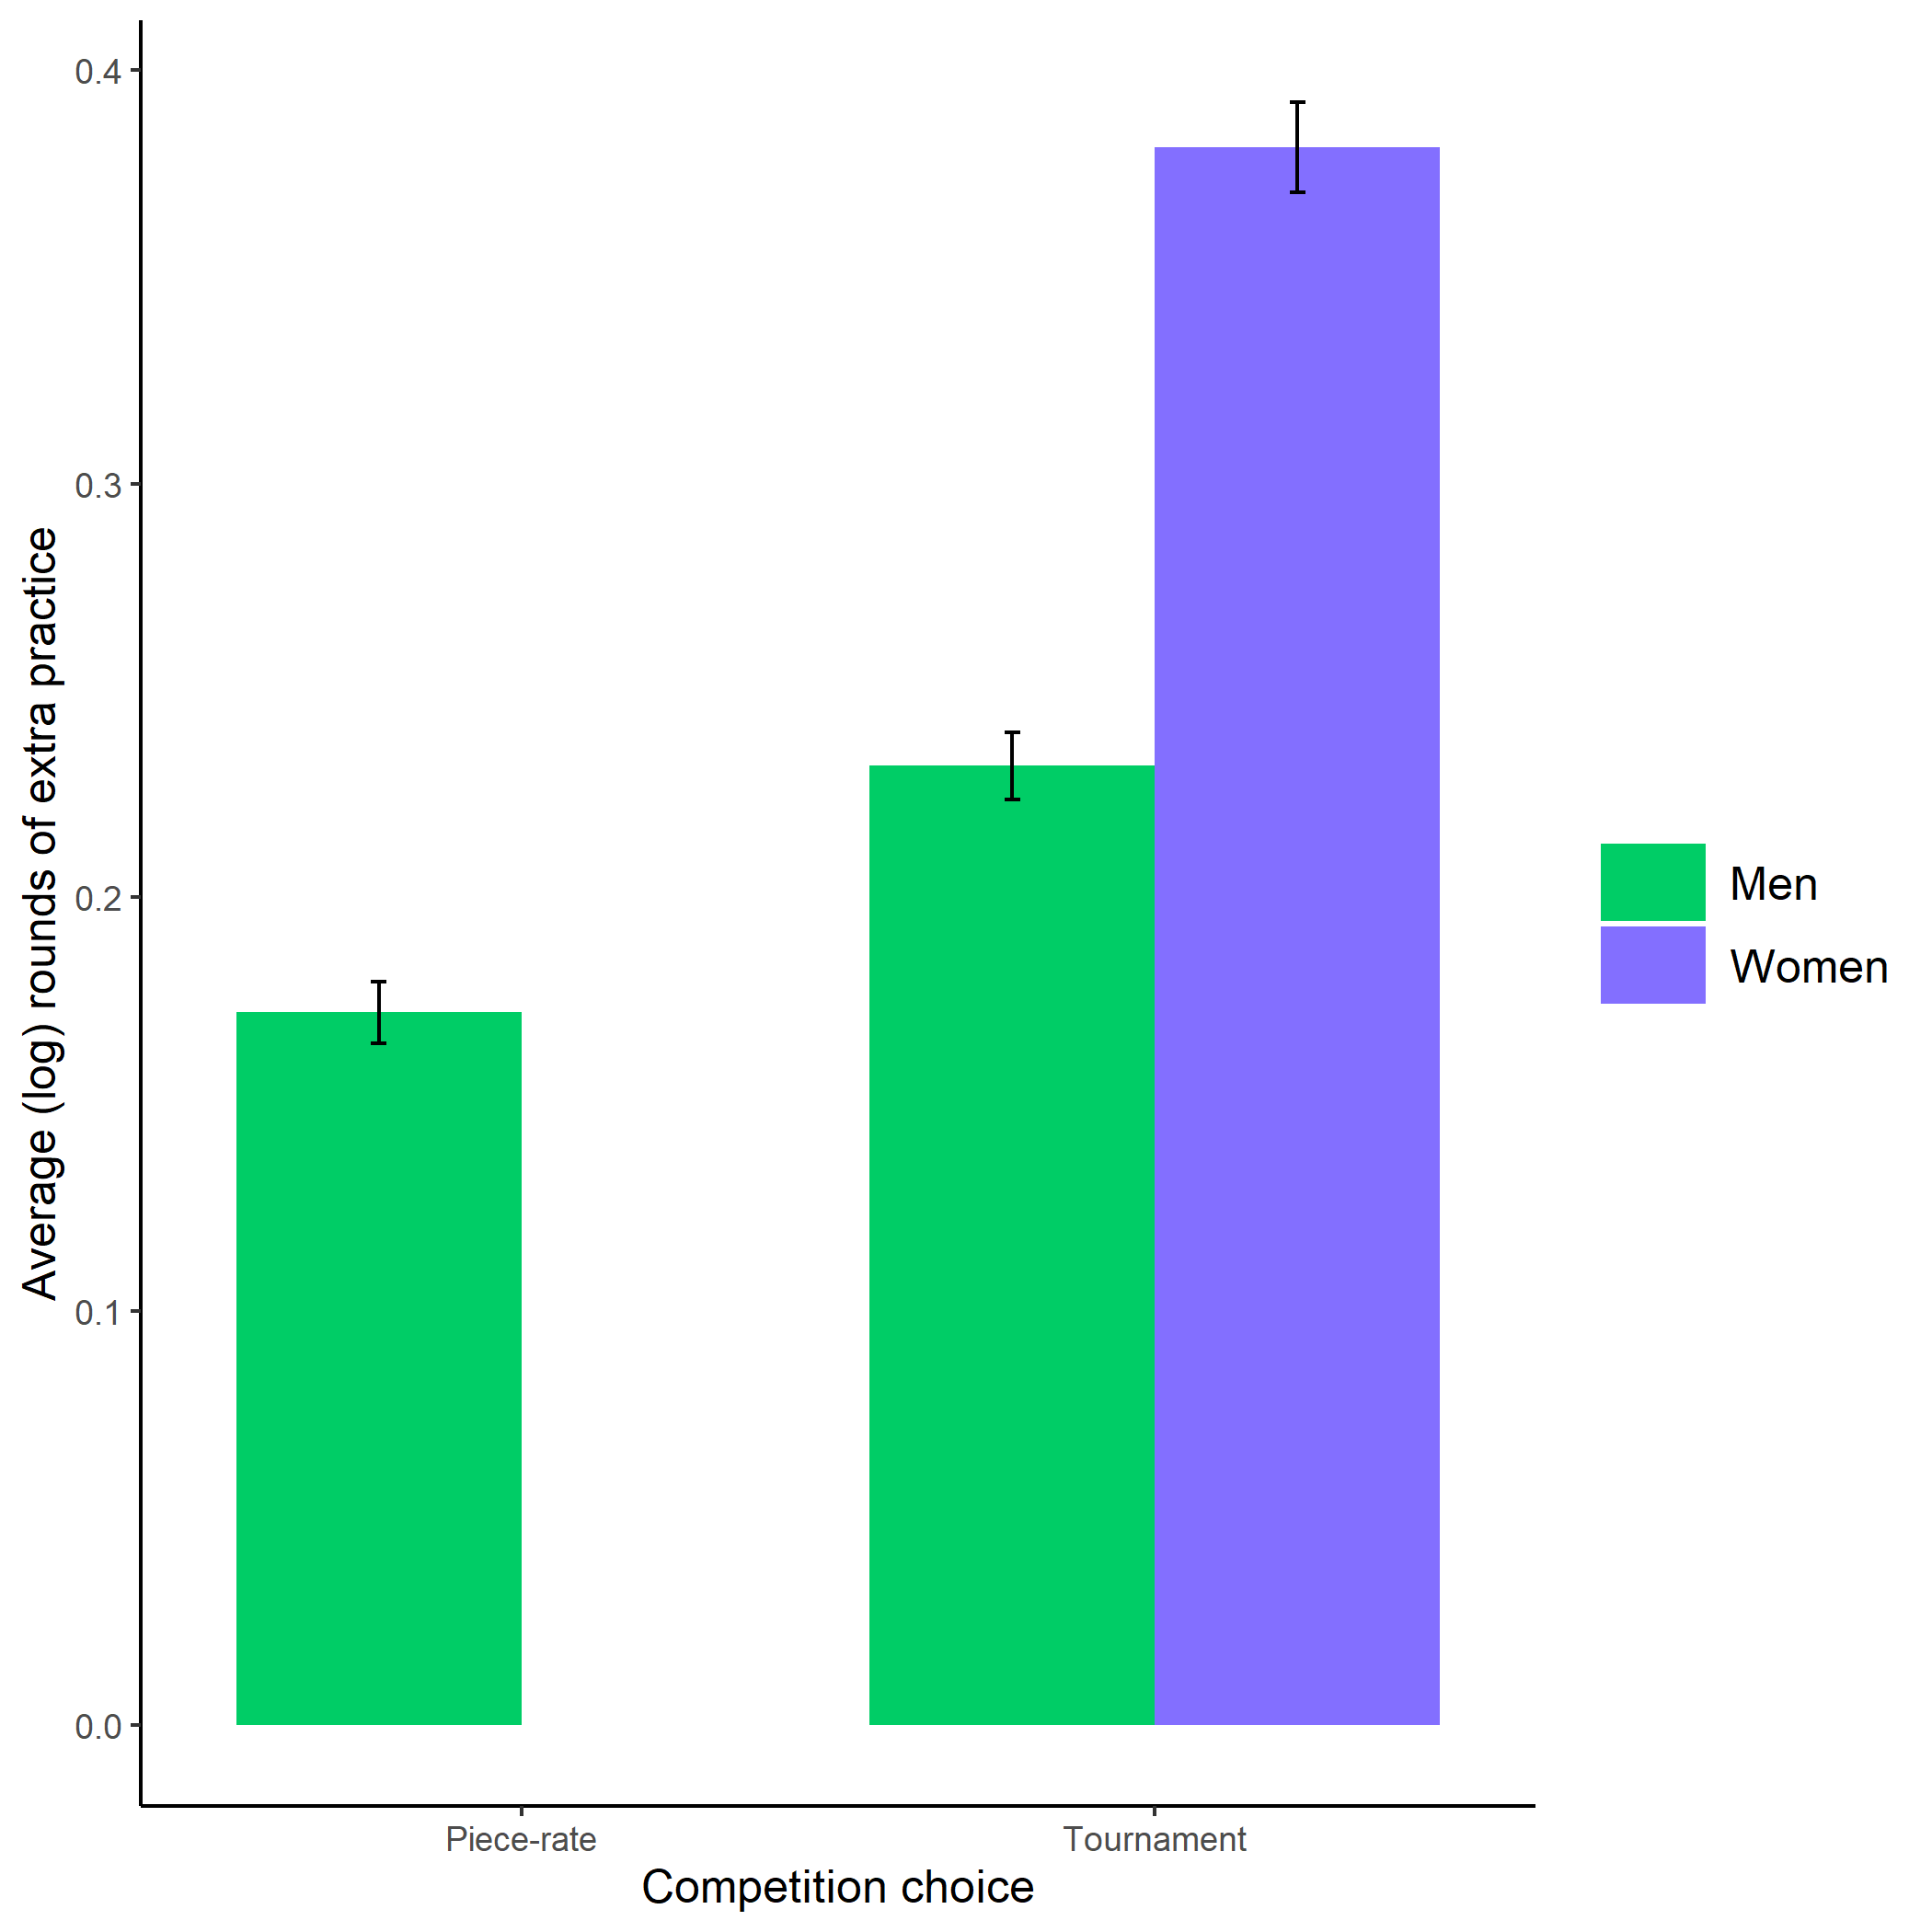 Average (log) rounds of extra practice
0.4
0.3
0.2
0.1
0.0
Piece-rate
Tournament
Competition choice
Men
Women